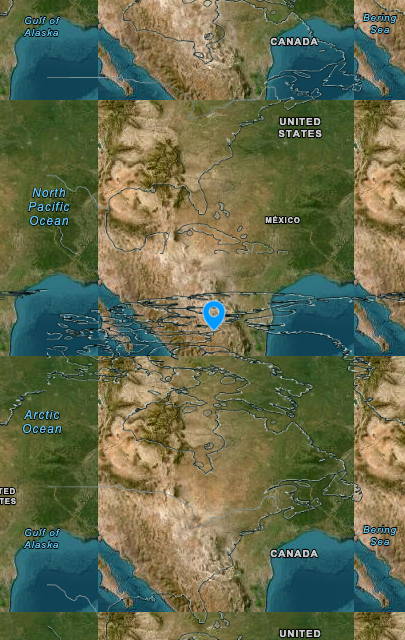 Gulf of
Alaska
CANADA
Bering
Sea
UNITED
STATES
North
Pacific
Ocean
MÉXICO
Arctic
Ocean
TED
TES
Gulf of
Alaska
CANADA
Bering
Sea
UNITED